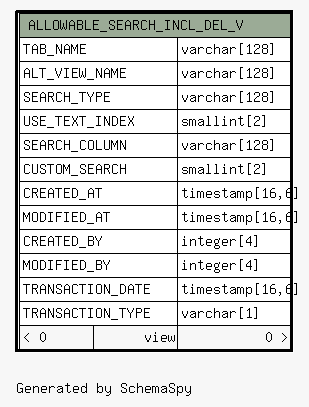 ALLOWABLE_SEARCH_INCL_DEL_V
TAB_NAME varchar[128]
ALT_VIEW_NAME varchar[128]
SEARCH_TYPE varchar[128]
USE_TEXT_INDEX smallint[2]
SEARCH_COLUMN varchar[128]
CUSTOM_SEARCH smallint[2]
CREATED_AT timestamp[16,6]
MODIFIED_AT timestamp[16,6]
CREATED_BY integer[4]
MODIFIED_BY integer[4]
TRANSACTION_DATE timestamp[16,6]
TRANSACTION_TYPE varchar[1]
< 0 view 0 >
Generated by SchemaSpy